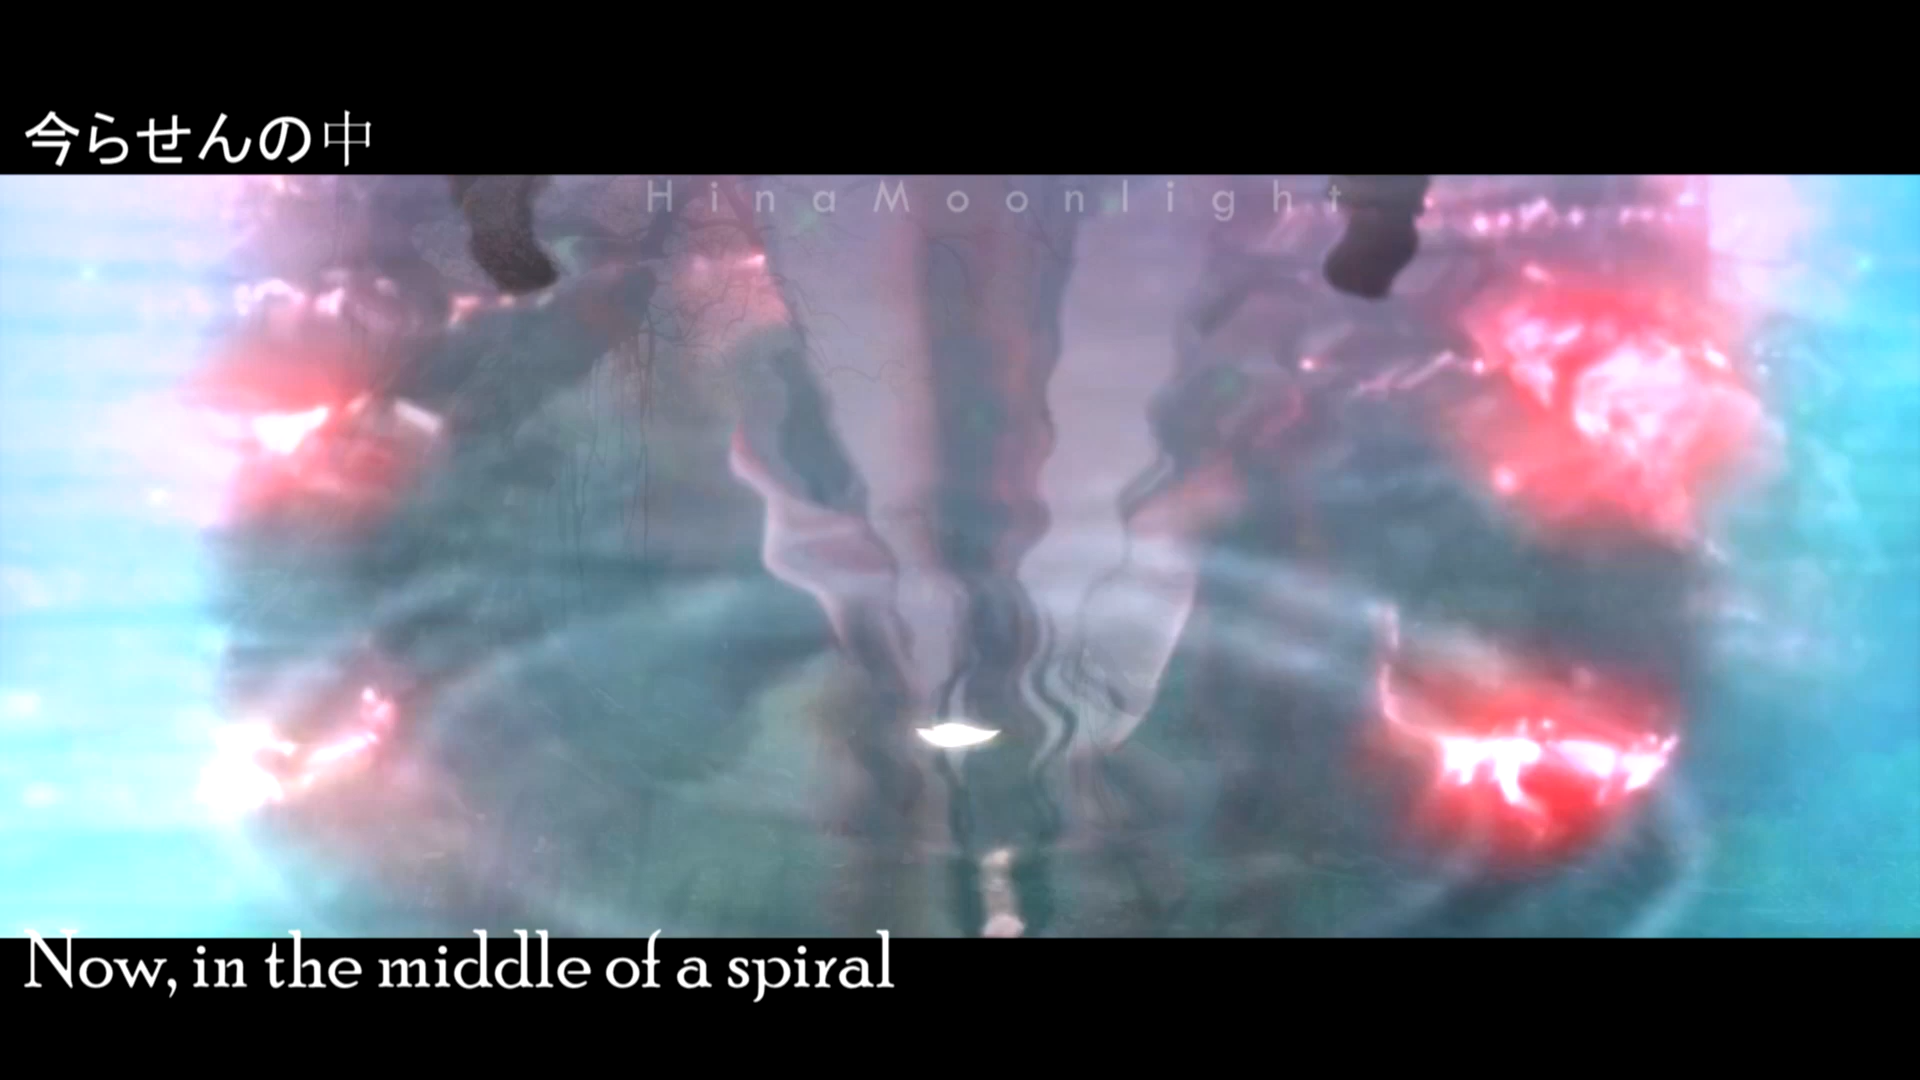 今らせんの中
HinaMoonlight
Now, in the middle of a spiral